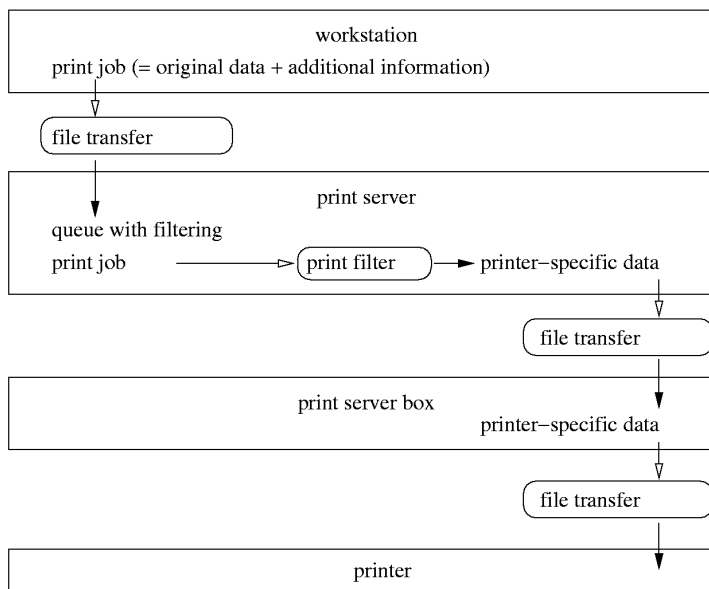 workstation
print job (= original data + additional information)
file transfer
print server
queue with filtering
print job
print filter
printer−specific data
file transfer
print server box
printer−specific data
file transfer
printer